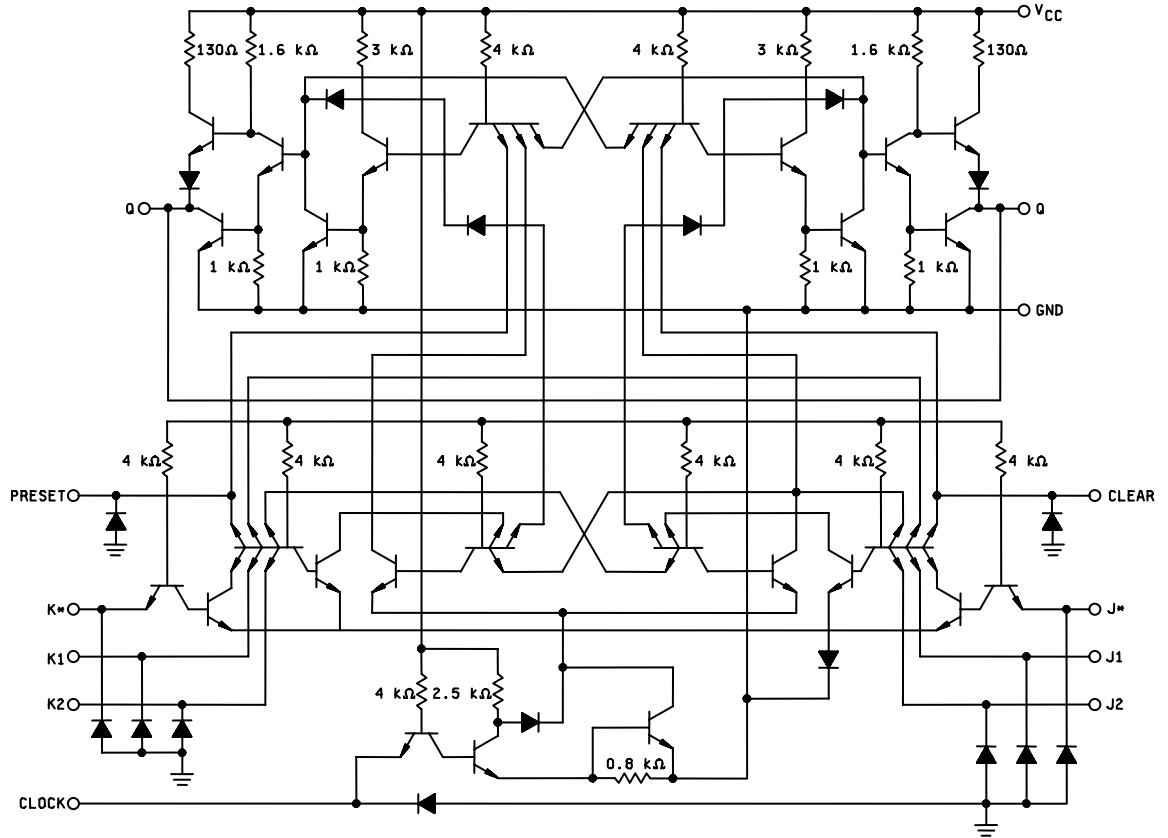 VCC
130Ω 1.6 kΩ 3 kΩ 4 kΩ 4 kΩ 3 kΩ 1.6 kΩ 130Ω
Q Q
1 kΩ 1 kΩ 1 kΩ 1 kΩ
GND
4 kΩ 4 kΩ 4 kΩ 4 kΩ 4 kΩ 4 kΩ
PRESET CLEAR
K* J*
K1 J1
K2 J2
4 kΩ 2.5 kΩ
0.8 kΩ
CLOCK